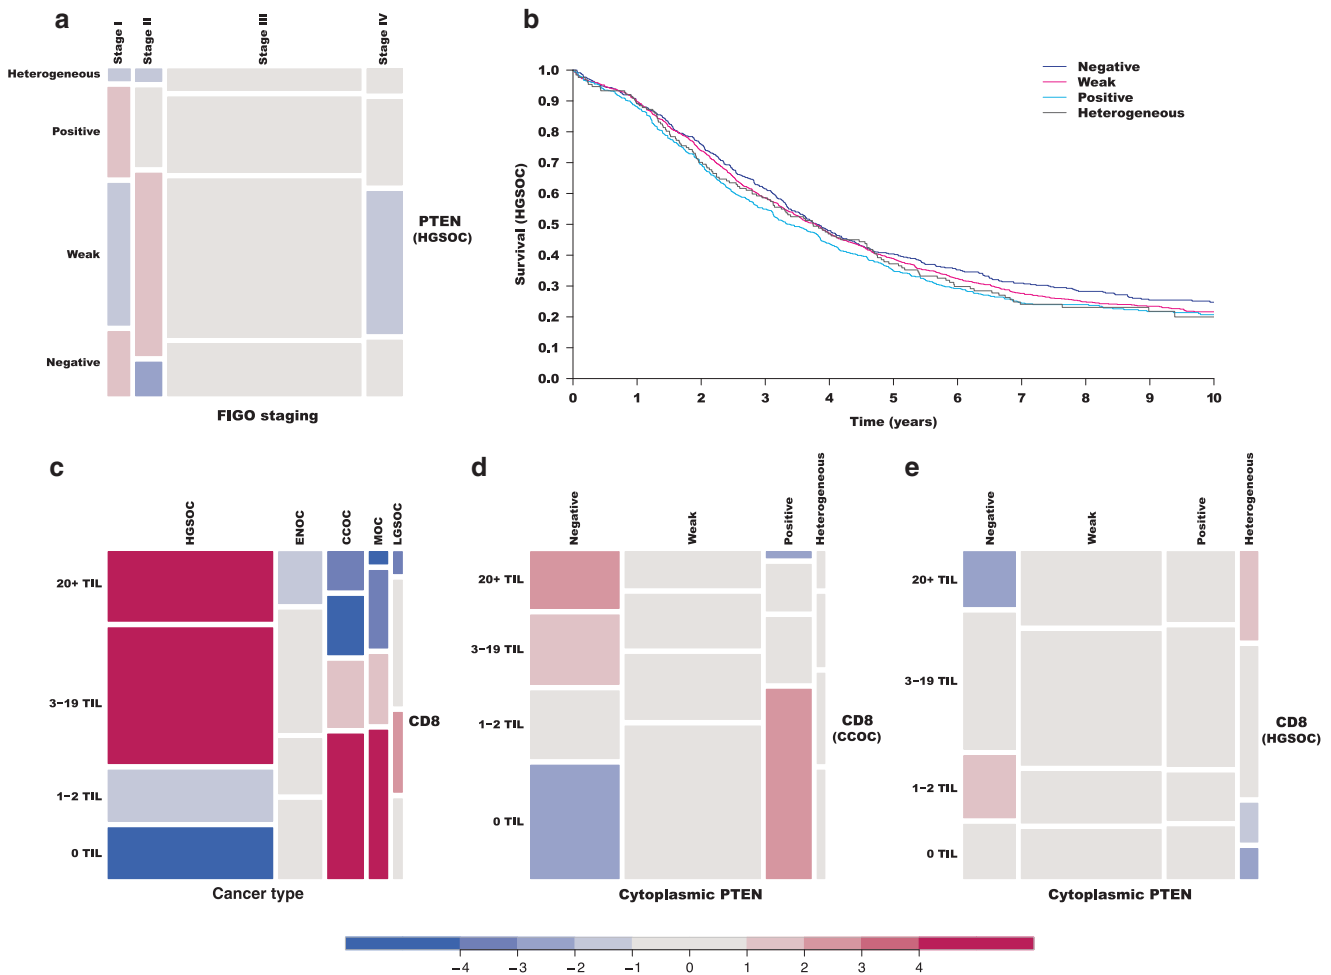 a
Stage I
Stage II
Stage III
Stage IV
Heterogeneous
Positive
Weak
Negative
PTEN
(HGSOC)
FIGO staging
b
Negative
Weak
Positive
Heterogeneous
1.0
0.9
0.8
0.7
0.6
0.5
0.4
0.3
0.2
0.1
0.0
Survival (HGSOC)
0 1 2 3 4 5 6 7 8 9 10
Time (years)
c
HGSOC
ENOC
CCOC
MOC
LGSOC
20+ TIL
3−19 TIL
1−2 TIL
0 TIL
CD8
Cancer type
d
Negative
Weak
Positive
Heterogeneous
20+ TIL
3−19 TIL
1−2 TIL
0 TIL
CD8
(CCOC)
Cytoplasmic PTEN
e
Negative
Weak
Positive
Heterogeneous
20+ TIL
3−19 TIL
1−2 TIL
0 TIL
CD8
(HGSOC)
Cytoplasmic PTEN
−4 −3 −2 −1 0 1 2 3 4